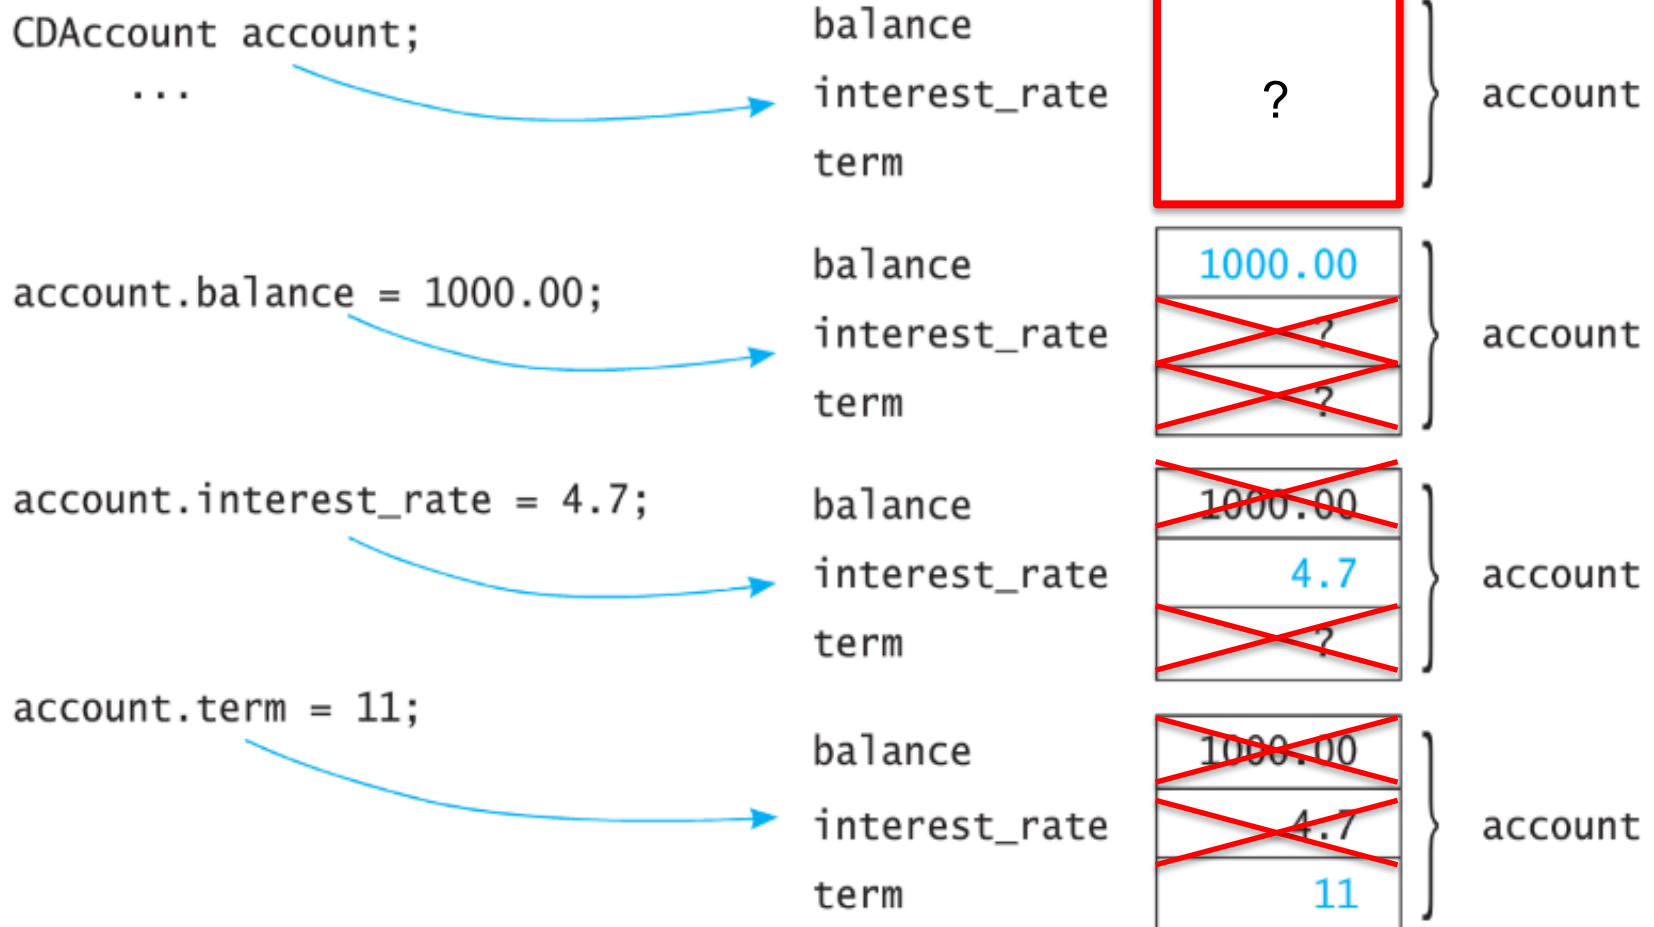 CDAccount account;
...
balance
interest_rate
term
?
account
account.balance = 1000.00;
balance 1000.00
interest_rate ?
term ?
account
account.interest_rate = 4.7;
balance 1000.00
interest_rate 4.7
term ?
account
account.term = 11;
balance 1000.00
interest_rate 4.7
term 11
account